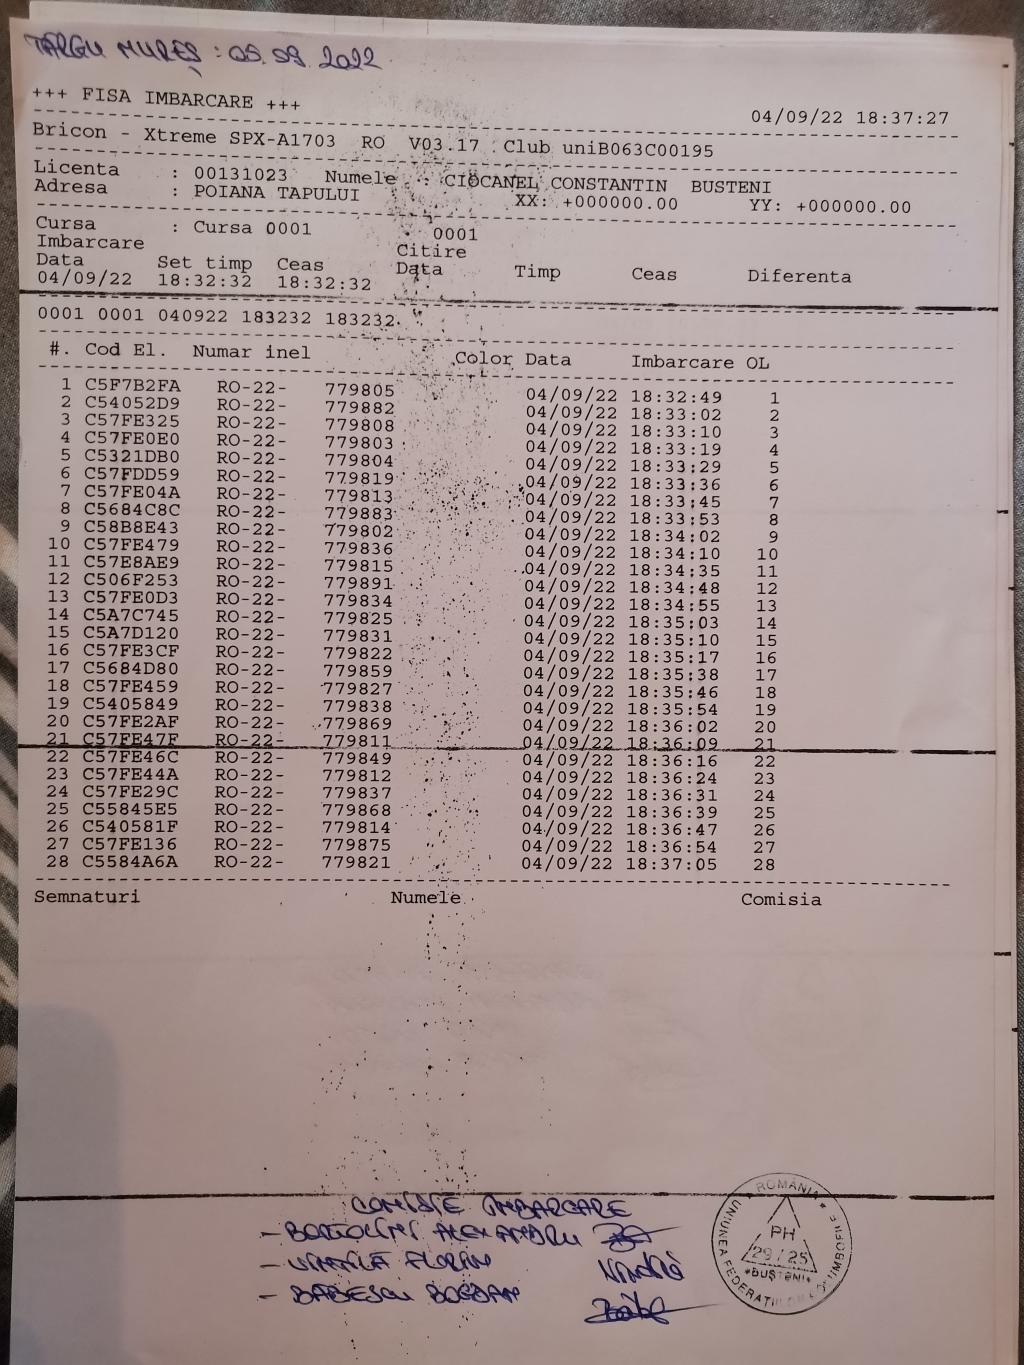 TÂRGU MUREȘ : 05.09.2022
+++ FISA IMBARCARE +++ 04/09/22 18:37:27
Bricon - Xtreme SPX-A1703 RO V03.17 Club uniB063C00195
Licenta : 00131023 Numele : CIOCANEL CONSTANTIN BUSTENI
Adresa : POIANA TAPULUI XX: +000000.00 YY: +000000.00
Cursa : Cursa 0001 0001
Imbarcare Citire
Data Set timp Ceas Data Timp Ceas Diferenta
04/09/22 18:32:32 18:32:32
0001 0001 040922 183232 183232
#. Cod El. Numar inel Color Data Imbarcare OL
1 C5F7B2FA RO-22- 779805 04/09/22 18:32:49 1
2 C54052D9 RO-22- 779882 04/09/22 18:33:02 2
3 C57FE325 RO-22- 779808 04/09/22 18:33:10 3
4 C57FE0E0 RO-22- 779803 04/09/22 18:33:19 4
5 C5321DB0 RO-22- 779804 04/09/22 18:33:29 5
6 C57FDD59 RO-22- 779819 04/09/22 18:33:36 6
7 C57FE04A RO-22- 779813 04/09/22 18:33:45 7
8 C5684C8C RO-22- 779883 04/09/22 18:33:53 8
9 C58B8E43 RO-22- 779802 04/09/22 18:34:02 9
10 C57FE479 RO-22- 779836 04/09/22 18:34:10 10
11 C57E8AE9 RO-22- 779815 04/09/22 18:34:35 11
12 C506F253 RO-22- 779891 04/09/22 18:34:48 12
13 C57FE0D3 RO-22- 779834 04/09/22 18:34:55 13
14 C5A7C745 RO-22- 779825 04/09/22 18:35:03 14
15 C5A7D120 RO-22- 779831 04/09/22 18:35:10 15
16 C57FE3CF RO-22- 779822 04/09/22 18:35:17 16
17 C5684D80 RO-22- 779859 04/09/22 18:35:38 17
18 C57FE459 RO-22- 779827 04/09/22 18:35:46 18
19 C5405849 RO-22- 779838 04/09/22 18:35:54 19
20 C57FE2AF RO-22- 779869 04/09/22 18:36:02 20
21 C57FE47F RO-22- 779811 04/09/22 18:36:09 21
22 C57FE46C RO-22- 779849 04/09/22 18:36:16 22
23 C57FE44A RO-22- 779812 04/09/22 18:36:24 23
24 C57FE29C RO-22- 779837 04/09/22 18:36:31 24
25 C55845E5 RO-22- 779868 04/09/22 18:36:39 25
26 C540581F RO-22- 779814 04/09/22 18:36:47 26
27 C57FE136 RO-22- 779875 04/09/22 18:36:54 27
28 C5584A6A RO-22- 779821 04/09/22 18:37:05 28
Semnaturi Numele Comisia
COMISIE IMBARCARE
- ALEXANDRU
- FLORIN
- BABESCU BOGDAN
ROMÂNIA
UNIUNEA FEDERAȚIILOR COLUMBOFILE
PH
29/25
*BUȘTENI*